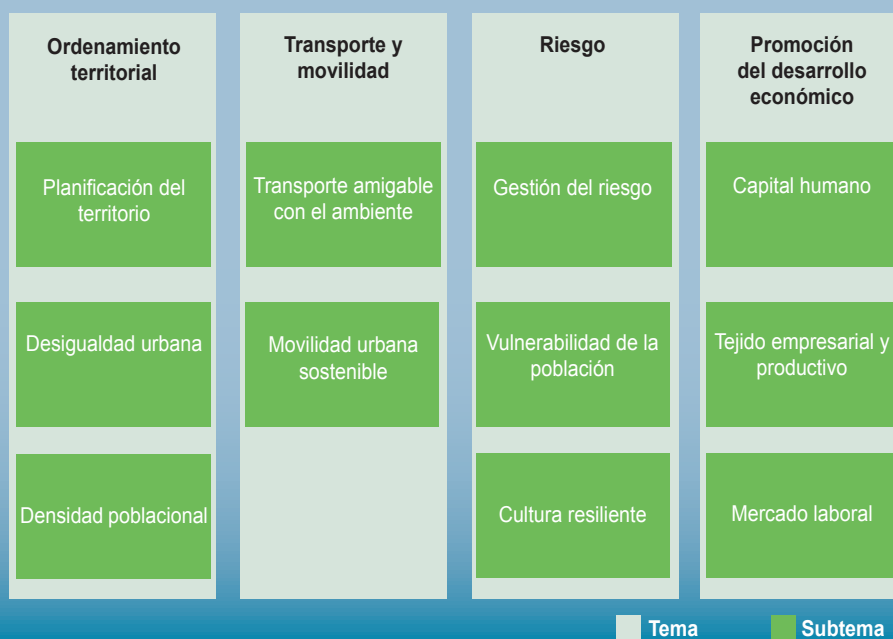 Ordenamiento
territorial
Planificación del
territorio
Desigualdad urbana
Densidad poblacional
Transporte y
movilidad
Transporte amigable
con el ambiente
Movilidad urbana
sostenible
Riesgo
Gestión del riesgo
Vulnerabilidad de la
población
Cultura resiliente
Promoción
del desarrollo
económico
Capital humano
Tejido empresarial y
productivo
Mercado laboral
Tema
Subtema